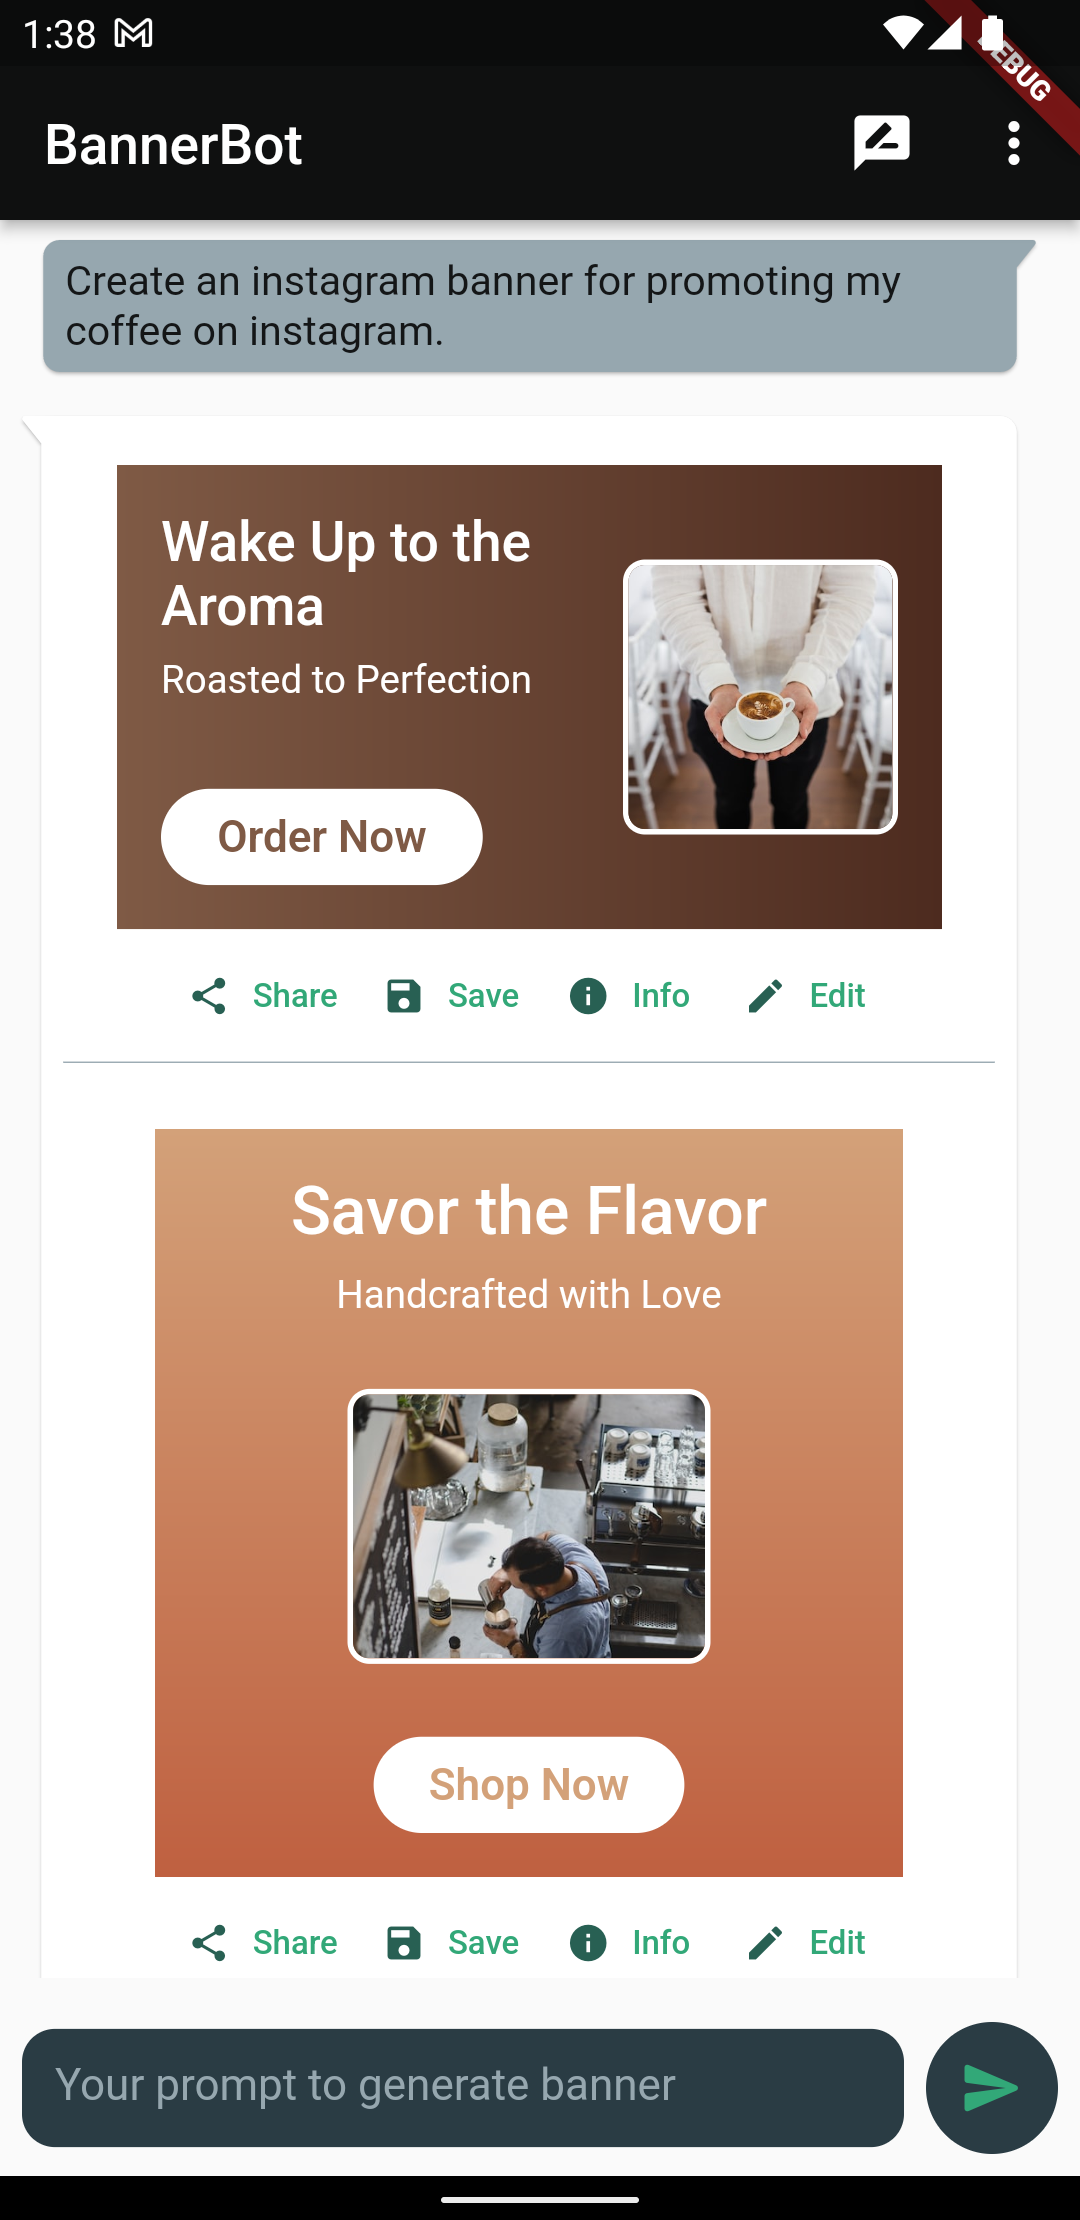 1:38
DEBUG
BannerBot
Create an instagram banner for promoting my
coffee on instagram.
Wake Up to the
Aroma
Roasted to Perfection
Order Now
Share Save Info Edit
Savor the Flavor
Handcrafted with Love
Shop Now
Share Save Info Edit
Your prompt to generate banner